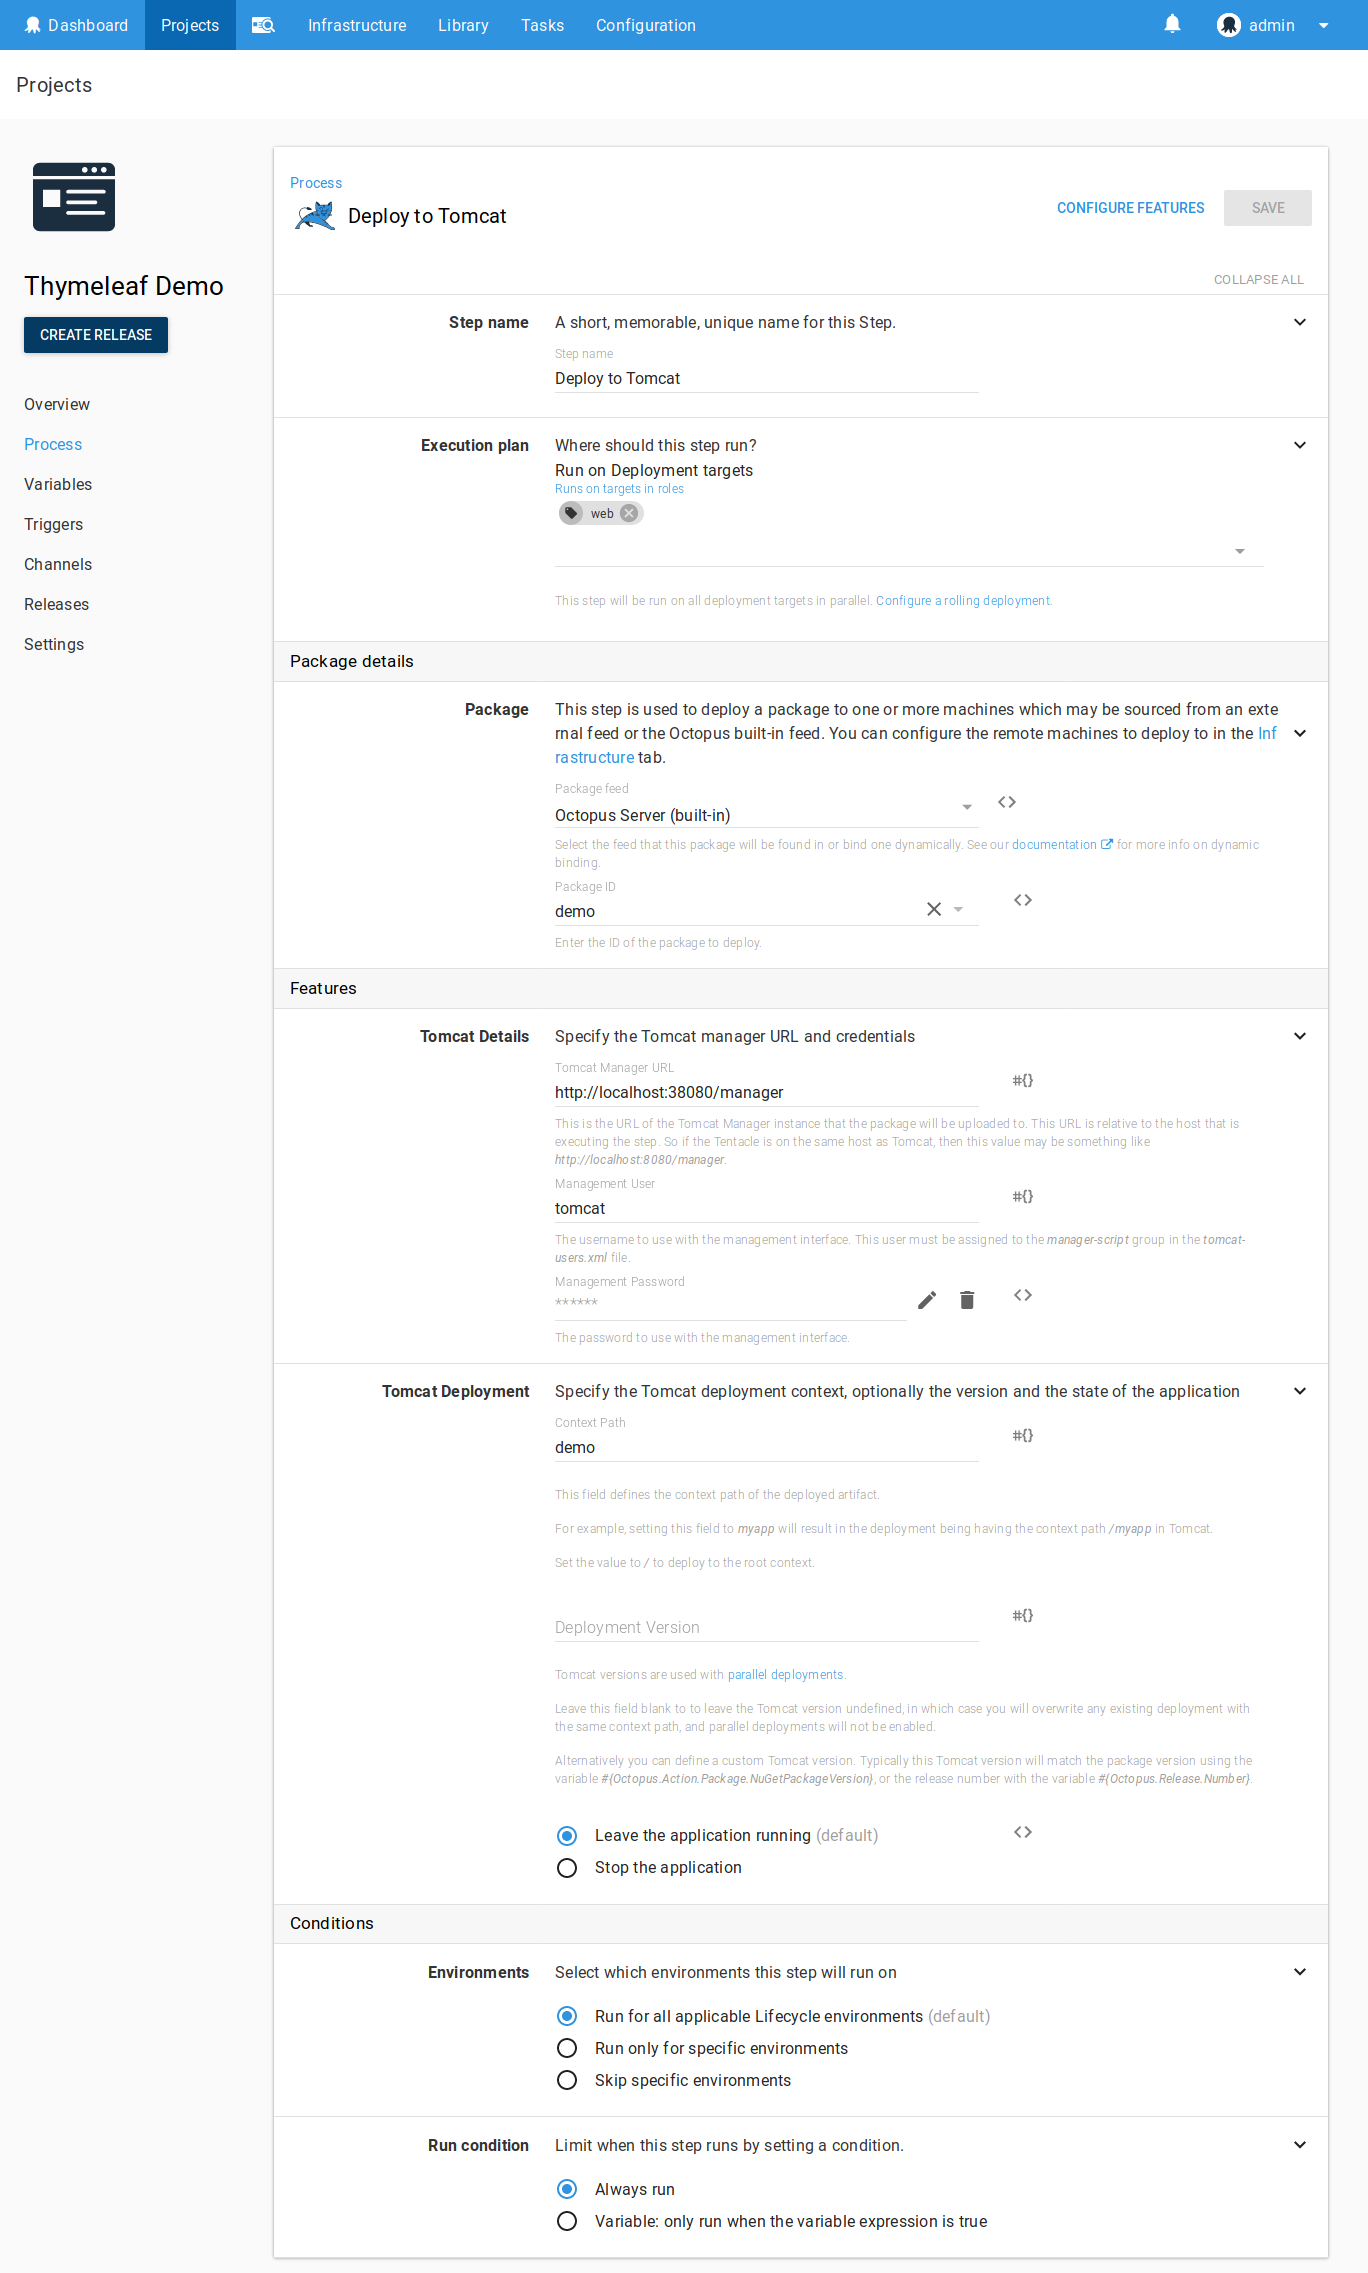 Dashboard Projects Infrastructure Library Tasks Configuration admin
Projects
Thymeleaf Demo
CREATE RELEASE
Overview
Process
Variables
Triggers
Channels
Releases
Settings
Process
Deploy to Tomcat
CONFIGURE FEATURES SAVE
COLLAPSE ALL
Step name A short, memorable, unique name for this Step.
Step name
Deploy to Tomcat
Execution plan Where should this step run?
Run on Deployment targets
Runs on targets in roles
web
This step will be run on all deployment targets in parallel. Configure a rolling deployment.
Package details
Package This step is used to deploy a package to one or more machines which may be sourced from an exte
rnal feed or the Octopus built-in feed. You can configure the remote machines to deploy to in the Inf
rastructure tab.
Package feed
Octopus Server (built-in)
Select the feed that this package will be found in or bind one dynamically. See our documentation for more info on dynamic
binding.
Package ID
demo
Enter the ID of the package to deploy.
Features
Tomcat Details Specify the Tomcat manager URL and credentials
Tomcat Manager URL
http://localhost:38080/manager #{}
This is the URL of the Tomcat Manager instance that the package will be uploaded to. This URL is relative to the host that is
executing the step. So if the Tentacle is on the same host as Tomcat, then this value may be something like
http://localhost:8080/manager.
Management User
tomcat #{}
The username to use with the management interface. This user must be assigned to the manager-script group in the tomcat-
users.xml file.
Management Password
******
The password to use with the management interface.
Tomcat Deployment Specify the Tomcat deployment context, optionally the version and the state of the application
Context Path
demo #{}
This field defines the context path of the deployed artifact.
For example, setting this field to myapp will result in the deployment being having the context path /myapp in Tomcat.
Set the value to / to deploy to the root context.
Deployment Version #{}
Tomcat versions are used with parallel deployments.
Leave this field blank to to leave the Tomcat version undefined, in which case you will overwrite any existing deployment with
the same context path, and parallel deployments will not be enabled.
Alternatively you can define a custom Tomcat version. Typically this Tomcat version will match the package version using the
variable #{Octopus.Action.Package.NuGetPackageVersion}, or the release number with the variable #{Octopus.Release.Number}.
Leave the application running (default)
Stop the application
Conditions
Environments Select which environments this step will run on
Run for all applicable Lifecycle environments (default)
Run only for specific environments
Skip specific environments
Run condition Limit when this step runs by setting a condition.
Always run
Variable: only run when the variable expression is true